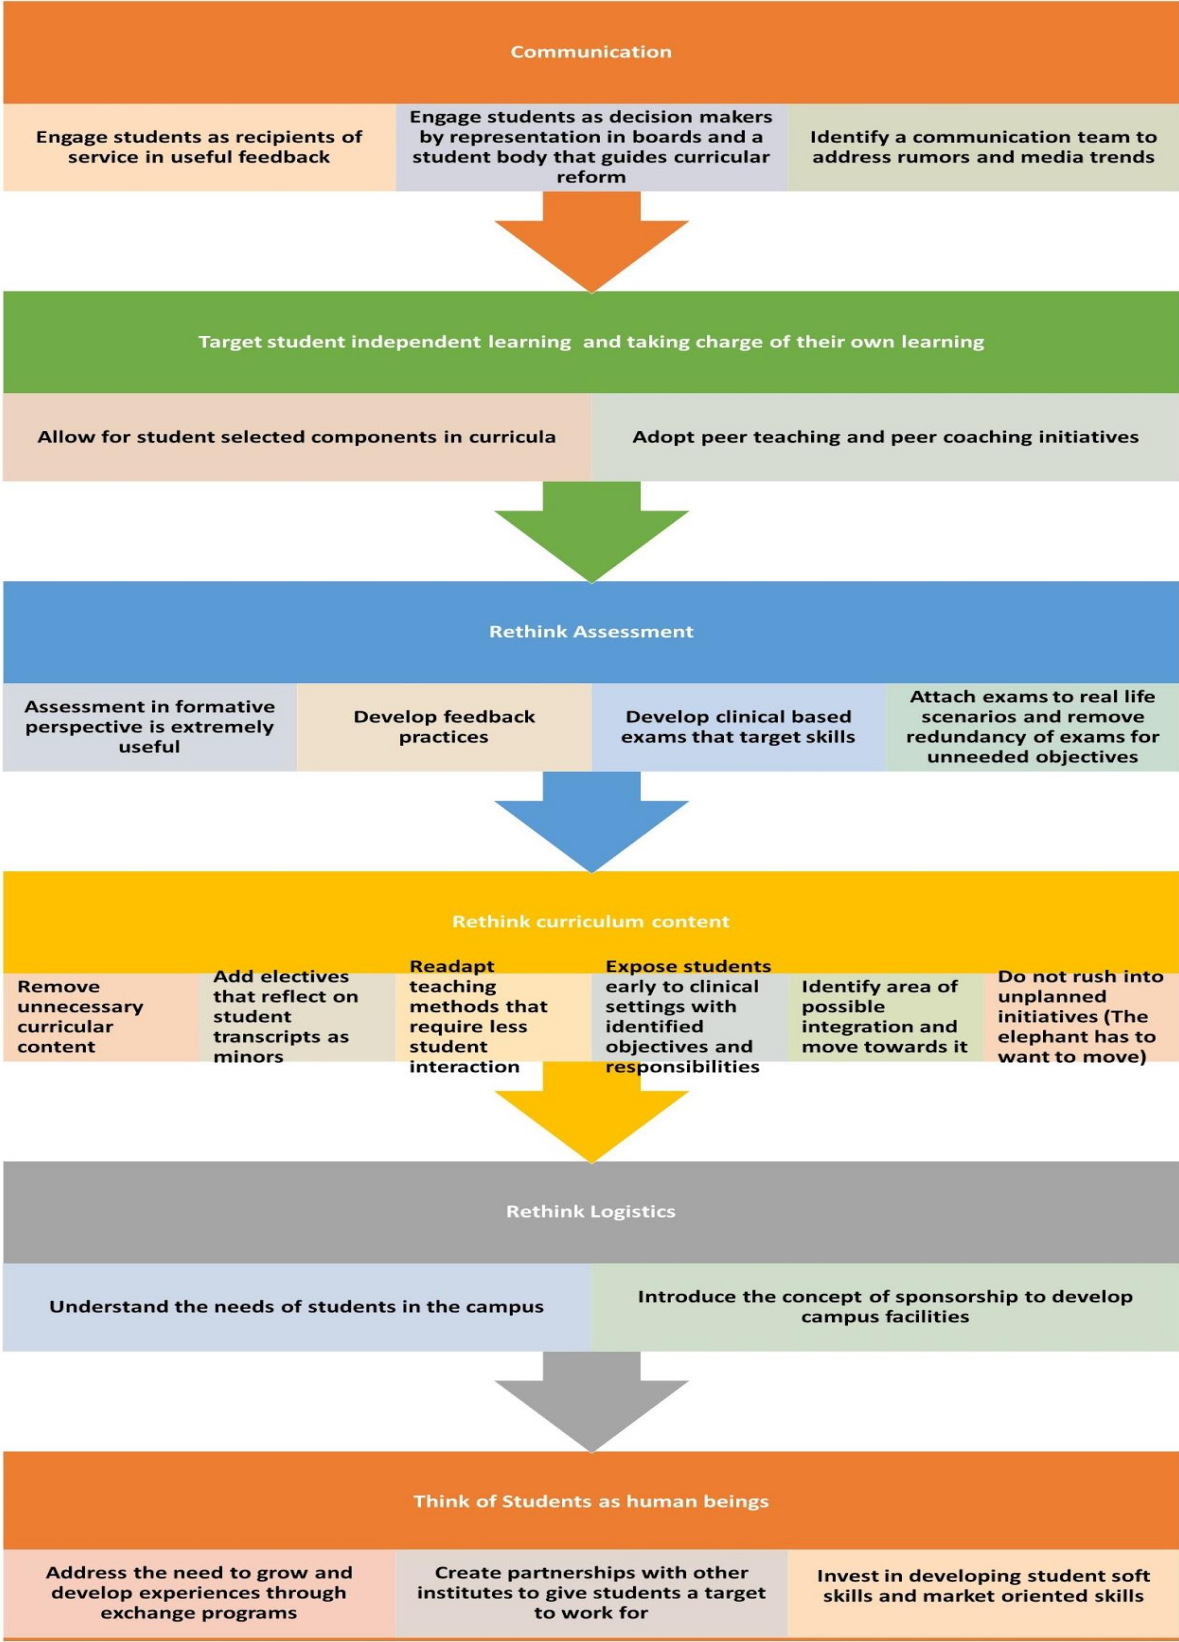 Communication
Engage students as recipients of
service in useful feedback
Engage students as decision makers
by representation in boards and a
student body that guides curricular
reform
Identify a communication team to
address rumors and media trends
Target student independent learning and taking charge of their own learning
Allow for student selected components in curricula
Adopt peer teaching and peer coaching initiatives
Rethink Assessment
Assessment in formative
perspective is extremely
useful
Develop feedback
practices
Develop clinical based
exams that target skills
Attach exams to real life
scenarios and remove
redundancy of exams for
unneeded objectives
Rethink curriculum content
Remove
unnecessary
curricular
content
Add electives
that reflect on
student
transcripts as
minors
Readapt
teaching
methods that
require less
student
interaction
Expose students
early to clinical
settings with
identified
objectives and
responsibilities
Identify area of
possible
integration and
move towards it
Do not rush into
unplanned
initiatives (The
elephant has to
want to move)
Rethink Logistics
Understand the needs of students in the campus
Introduce the concept of sponsorship to develop
campus facilities
Think of Students as human beings
Address the need to grow and
develop experiences through
exchange programs
Create partnerships with other
institutes to give students a target
to work for
Invest in developing student soft
skills and market oriented skills